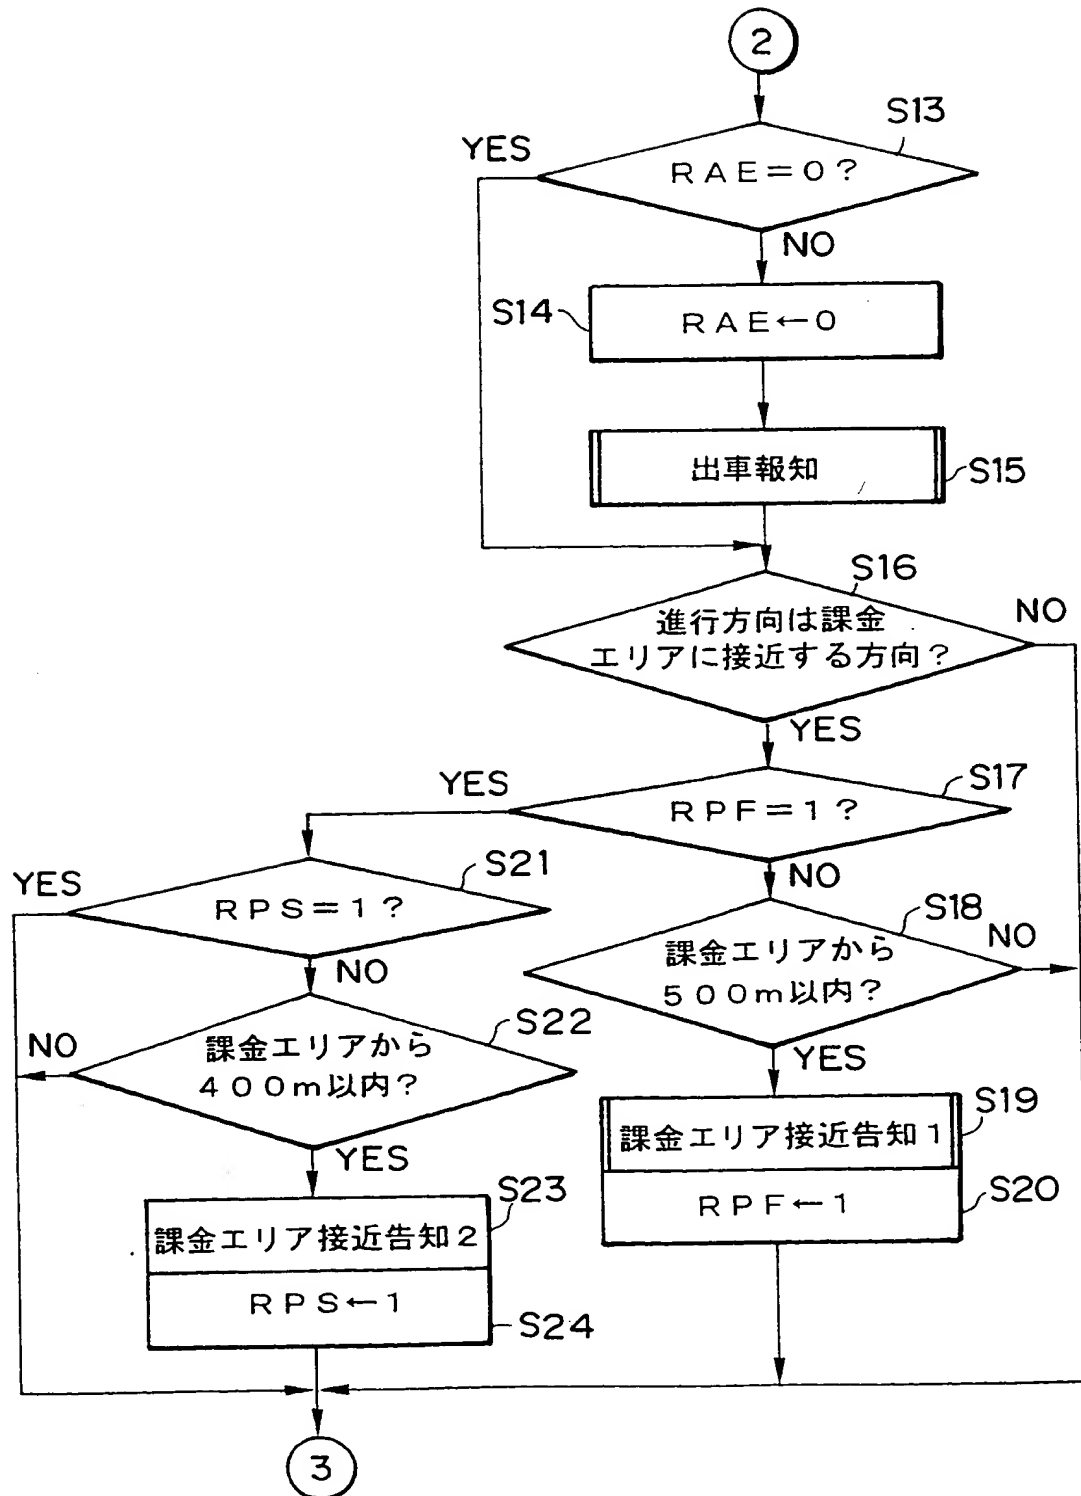 2
S13
YES
RAE=0?
NO
S14
RAE←0
出車報知
S15
S16
進行方向は課金
エリアに接近する方向?
NO
YES
S17
YES
RPF=1?
NO
S21
YES
RPS=1?
NO
S18
課金エリアから
500m以内?
NO
YES
S22
課金エリアから
400m以内?
NO
YES
S19
課金エリア接近告知1
RPF←1
S20
S23
課金エリア接近告知2
RPS←1
S24
3